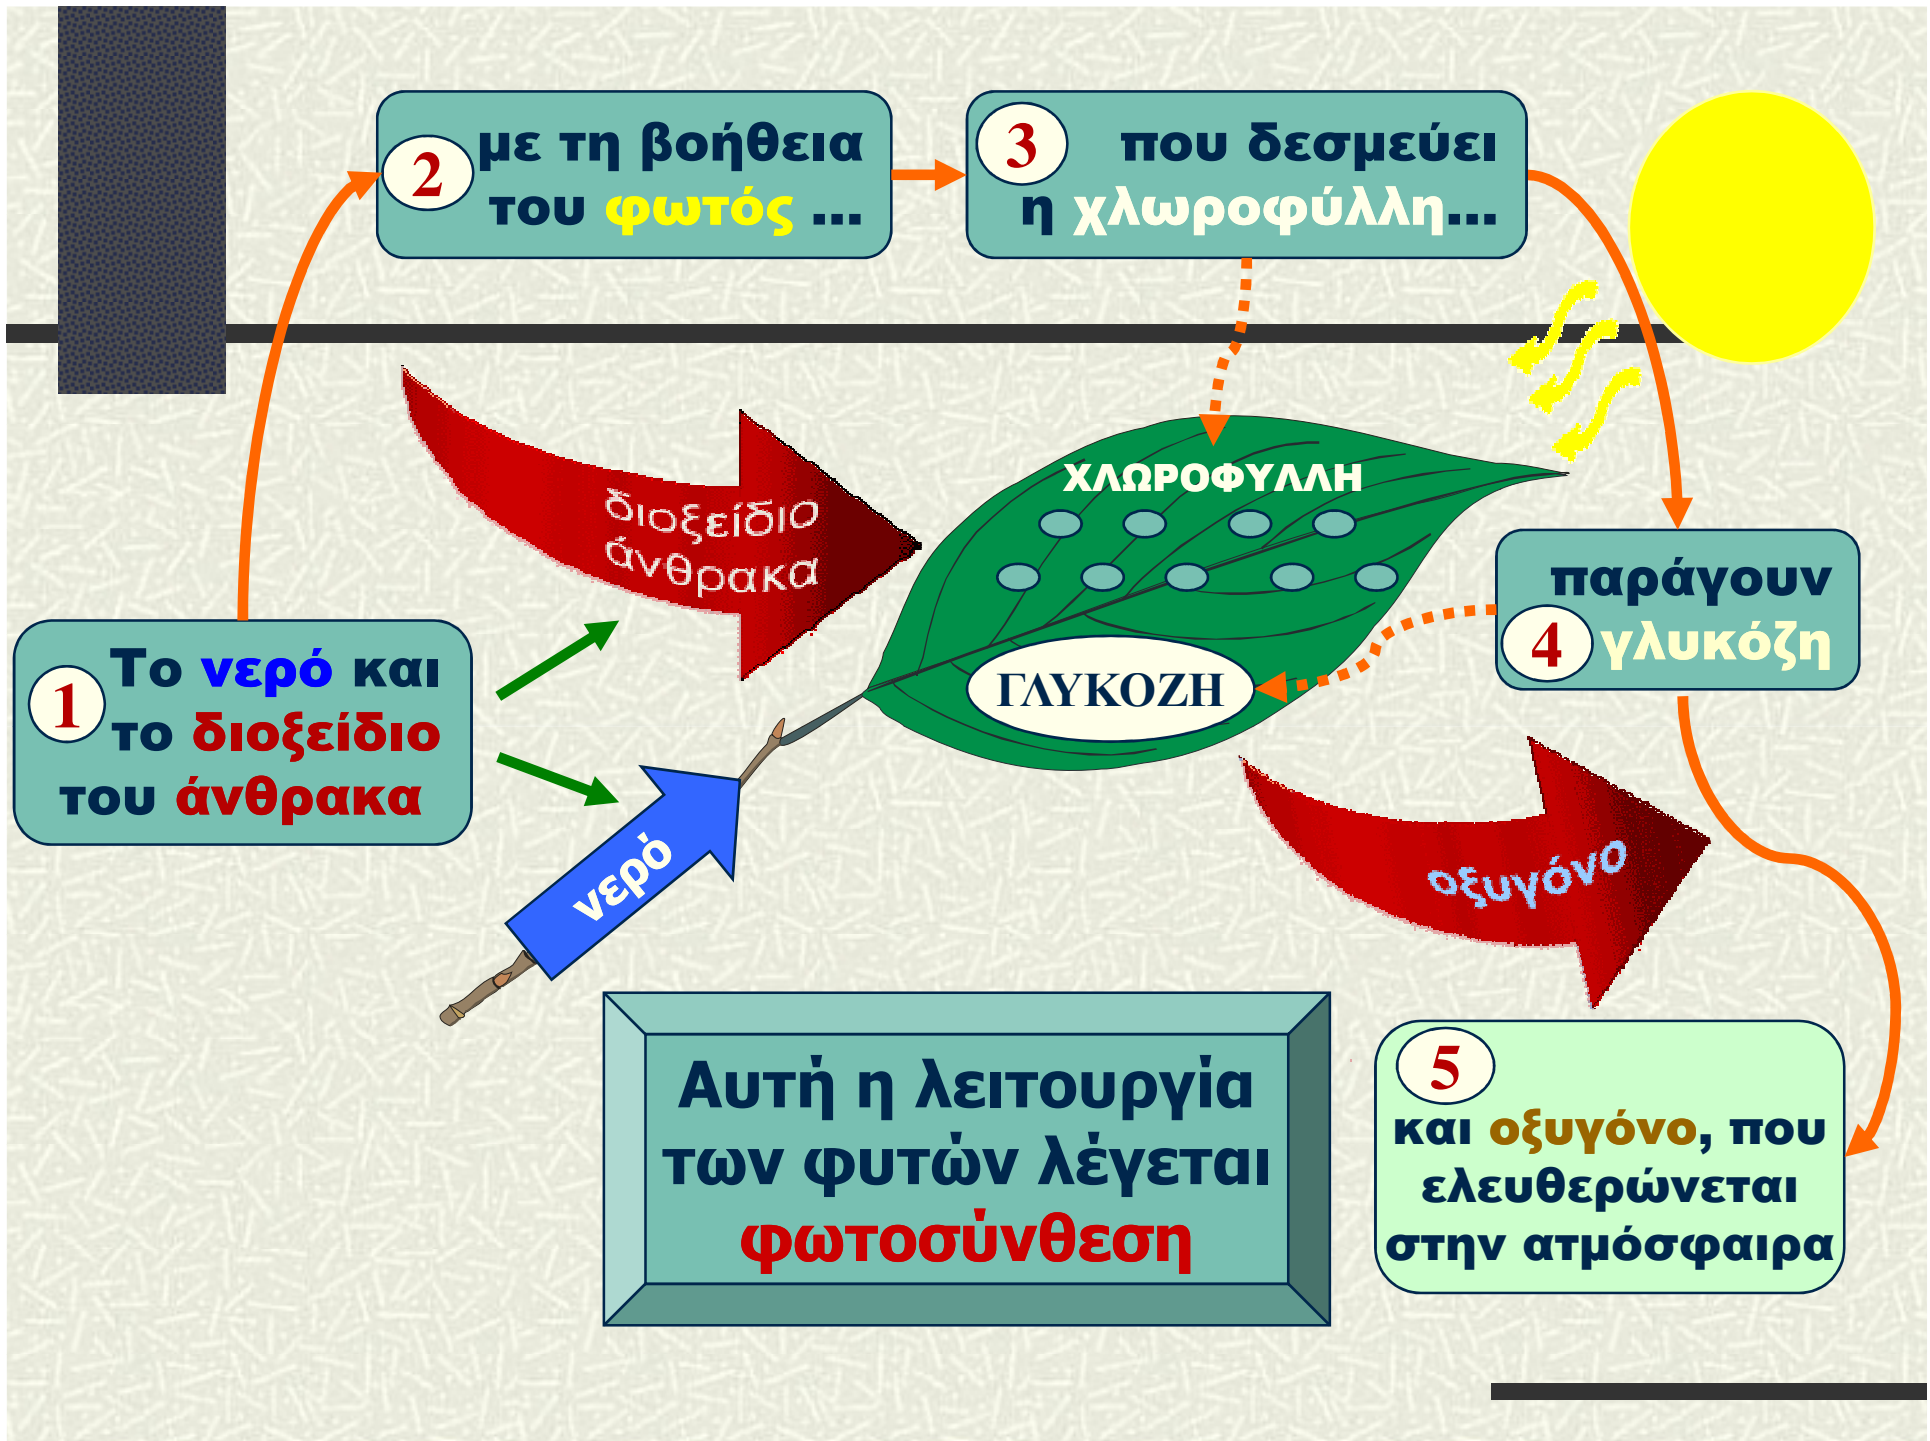 1
Το νερό και
το διοξείδιο
του άνθρακα
2
με τη βοήθεια
του φωτός ...
3
που δεσμεύει
η χλωροφύλλη...
4
παράγουν
γλυκόζη
5
και οξυγόνο, που
ελευθερώνεται
στην ατμόσφαιρα
διοξείδιο
άνθρακα
ΧΛΩΡΟΦΥΛΛΗ
ΓΛΥΚΟΖΗ
νερό
οξυγόνο
Αυτή η λειτουργία
των φυτών λέγεται
φωτοσύνθεση